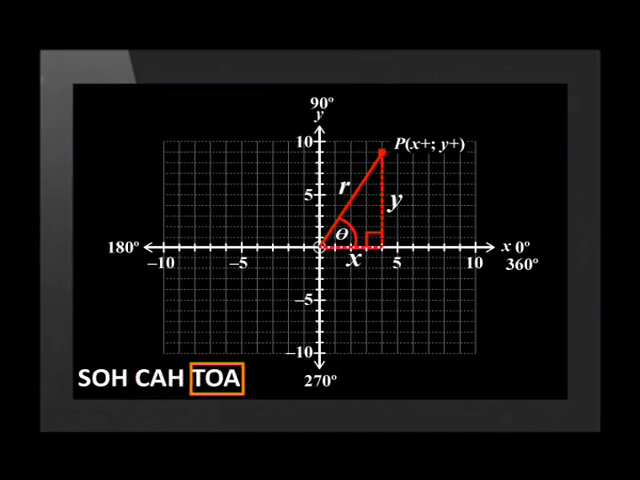 90º
y
10
P(x+; y+)
r
5
y
θ
180º
x 0º
–10
–5
x
5
10
360º
–5
–10
SOH CAH TOA
270º